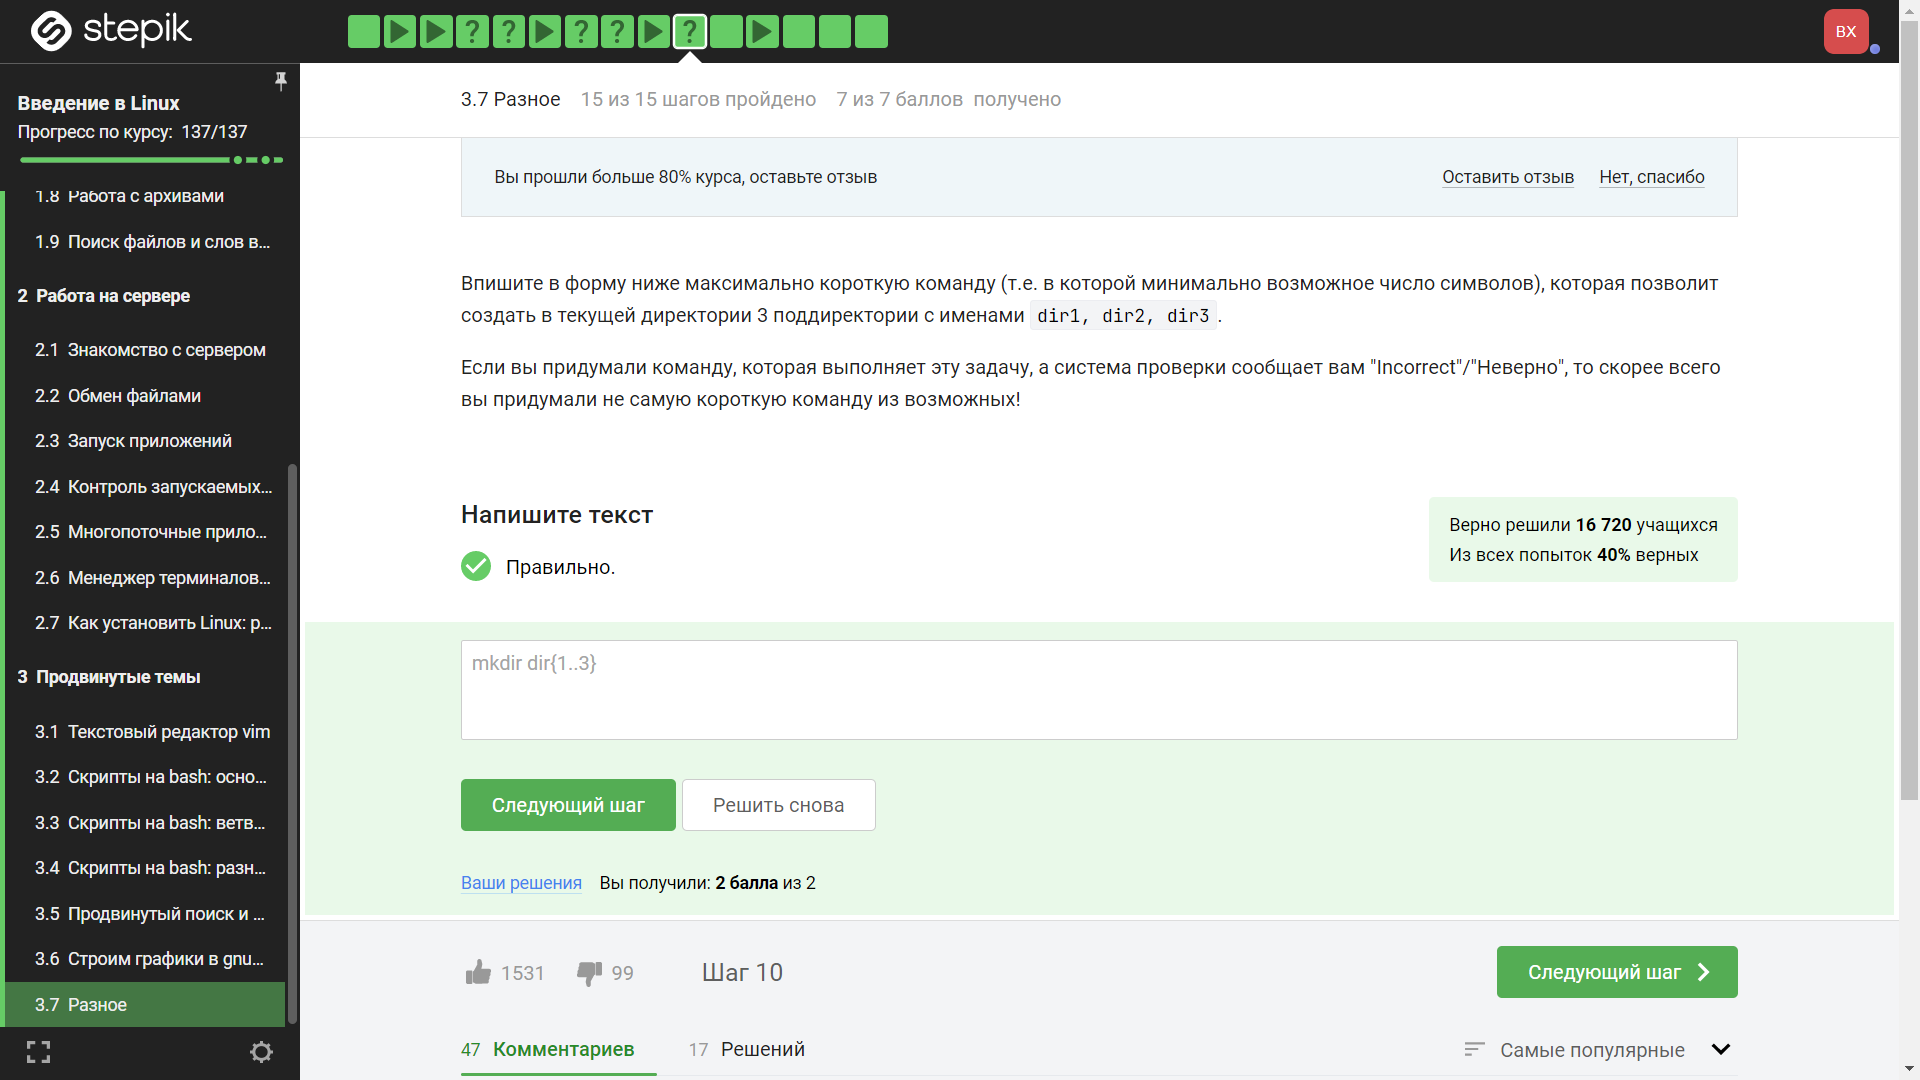 stepik
? ? ? ? ?
ВХ
Введение в Linux
Прогресс по курсу: 137/137
1.8 Работа с архивами
1.9 Поиск файлов и слов в...
2 Работа на сервере
2.1 Знакомство с сервером
2.2 Обмен файлами
2.3 Запуск приложений
2.4 Контроль запускаемых...
2.5 Многопоточные прило...
2.6 Менеджер терминалов...
2.7 Как установить Linux: р...
3 Продвинутые темы
3.1 Текстовый редактор vim
3.2 Скрипты на bash: осно...
3.3 Скрипты на bash: ветв...
3.4 Скрипты на bash: разн...
3.5 Продвинутый поиск и ...
3.6 Строим графики в gnu...
3.7 Разное
3.7 Разное 15 из 15 шагов пройдено 7 из 7 баллов получено
Вы прошли больше 80% курса, оставьте отзыв Оставить отзыв Нет, спасибо
Впишите в форму ниже максимально короткую команду (т.е. в которой минимально возможное число символов), которая позволит
создать в текущей директории 3 поддиректории с именами dir1, dir2, dir3.
Если вы придумали команду, которая выполняет эту задачу, а система проверки сообщает вам "Incorrect"/"Неверно", то скорее всего
вы придумали не самую короткую команду из возможных!
Напишите текст
Правильно.
Верно решили 16 720 учащихся
Из всех попыток 40% верных
mkdir dir{1..3}
Следующий шаг Решить снова
Ваши решения Вы получили: 2 балла из 2
1531 99 Шаг 10 Следующий шаг
47 Комментариев 17 Решений Самые популярные